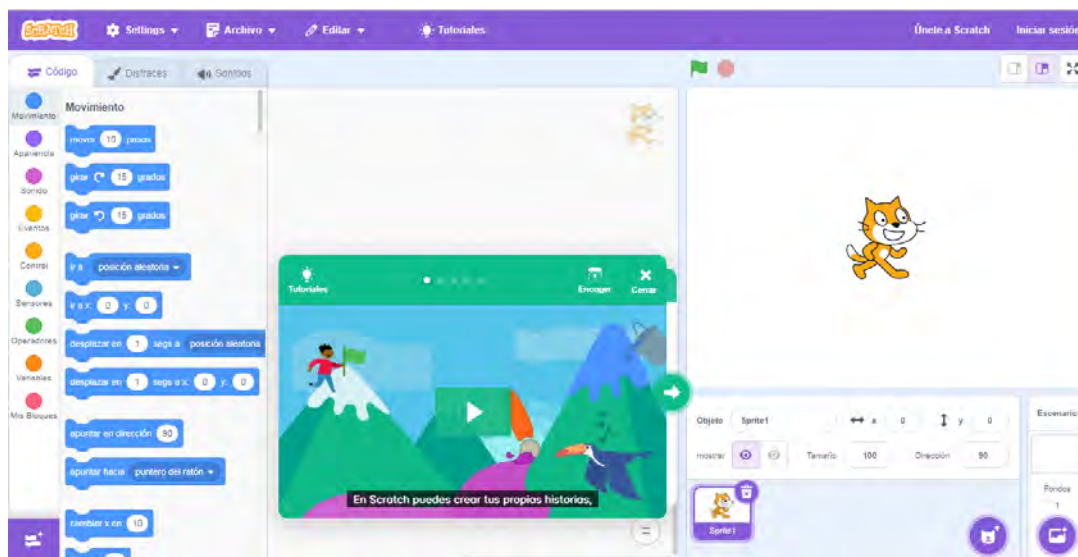 SCRATCH
Settings
Archivo
Editar
Tutoriales
Únete a Scratch
Iniciar sesión
Código
Disfraces
Sonidos
Movimiento
Apariencia
Sonido
Eventos
Control
Sensores
Operadores
Variables
Mis Bloques
Movimiento
mover 10 pasos
girar 15 grados
girar 15 grados
ir a posición aleatoria
ir a x: 0 y: 0
deslizar en 1 segs a posición aleatoria
deslizar en 1 segs a x: 0 y: 0
apuntar en dirección 90
apuntar hacia puntero del ratón
cambiar x en 10
Tutoriales
Encoger
Cerrar
En Scratch puedes crear tus propias historias,
Objeto Sprite1 x 0 y 0
mostrar Tamaño 100 Dirección 90
Sprite1
Escenario
Fondos
1